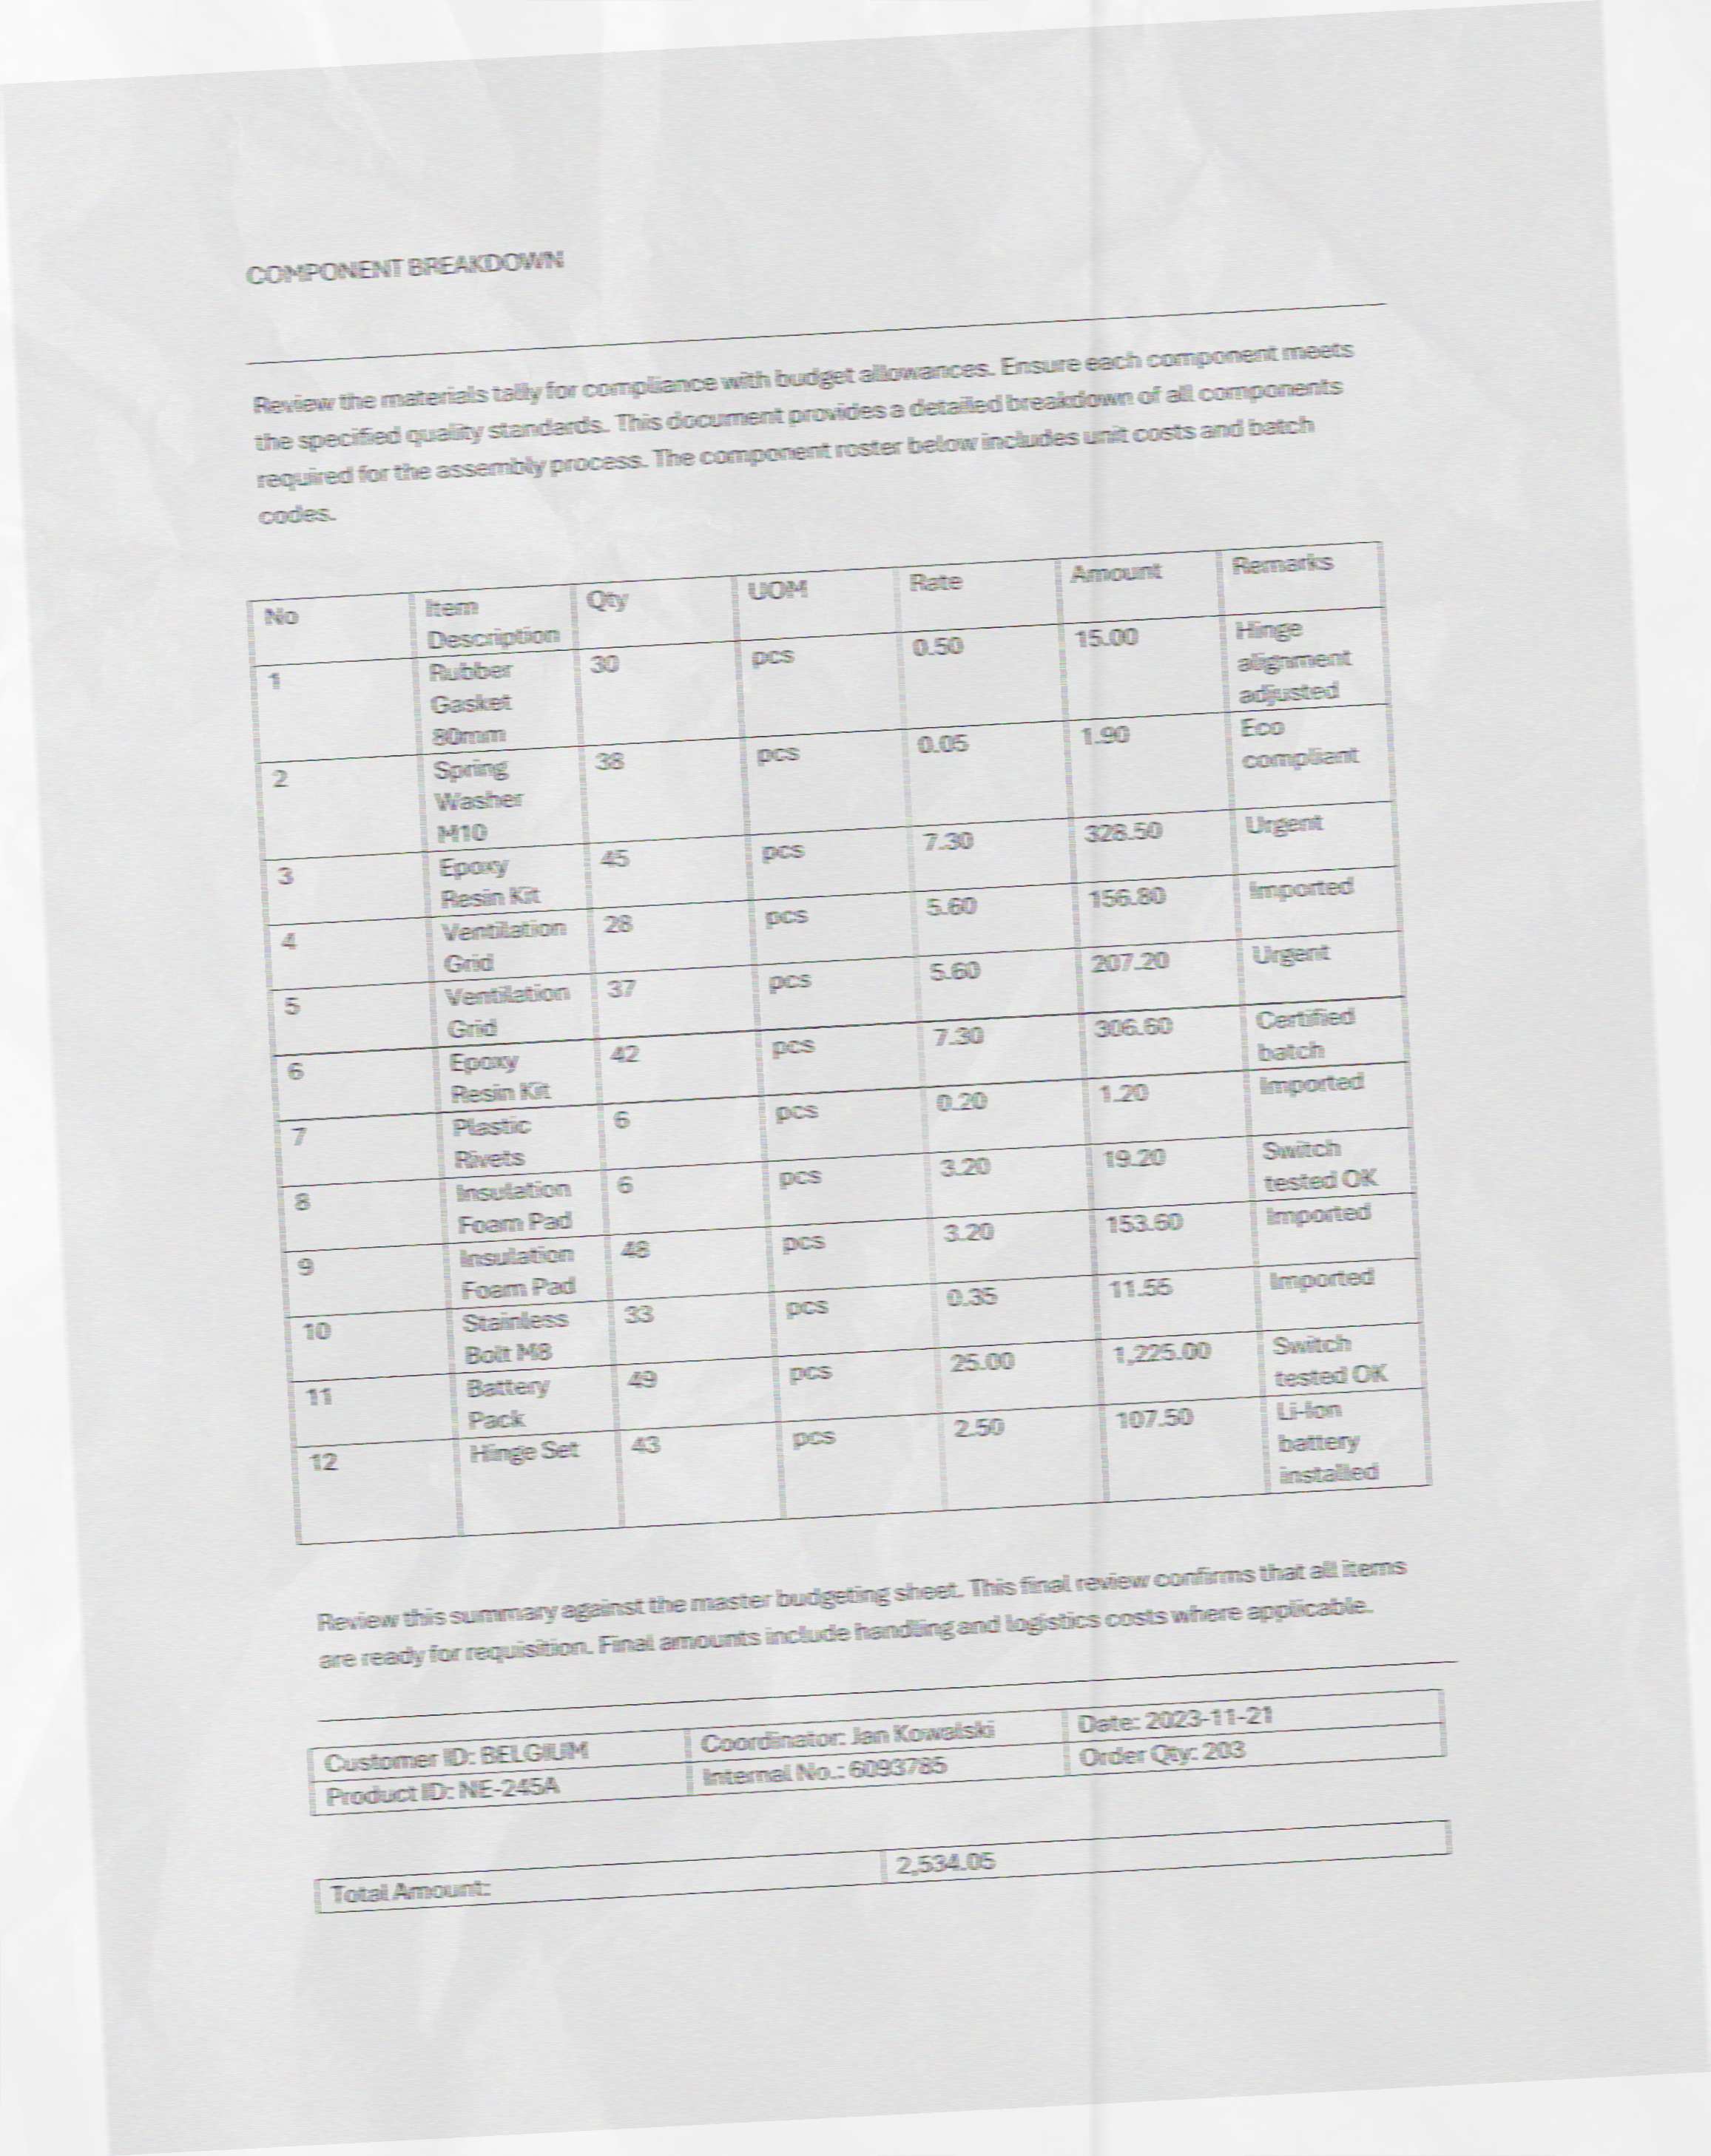 COMPONENT BREAKDOWN
Review the materials tally for compliance with budget allowances. Ensure each component meets
the specified quality standards. This document provides a detailed breakdown of all components
required for the assembly process. The component roster below includes unit costs and batch
codes.
No Item Description Qty UOM Rate Amount Remarks
1 Rubber Gasket 80mm 30 pcs 0.50 15.00 Hinge alignment adjusted
2 Spring Washer M10 38 pcs 0.05 1.90 Eco compliant
3 Epoxy Resin Kit 45 pcs 7.30 328.50 Urgent
4 Ventilation Grid 28 pcs 5.60 156.80 Imported
5 Ventilation Grid 37 pcs 5.60 207.20 Urgent
6 Epoxy Resin Kit 42 pcs 7.30 306.60 Certified batch
7 Plastic Rivets 6 pcs 0.20 1.20 Imported
8 Insulation Foam Pad 6 pcs 3.20 19.20 Switch tested OK
9 Insulation Foam Pad 48 pcs 3.20 153.60 Imported
10 Stainless Bolt M8 33 pcs 0.35 11.55 Imported
11 Battery Pack 49 pcs 25.00 1,225.00 Switch tested OK
12 Hinge Set 43 pcs 2.50 107.50 Li-Ion battery installed
Review this summary against the master budgeting sheet. This final review confirms that all items
are ready for requisition. Final amounts include handling and logistics costs where applicable.
Customer ID: BELGIUM Coordinator: Jan Kowalski Date: 2023-11-21
Product ID: NE-245A Internal No.: 6093785 Order Qty: 203
Total Amount: 2,534.05